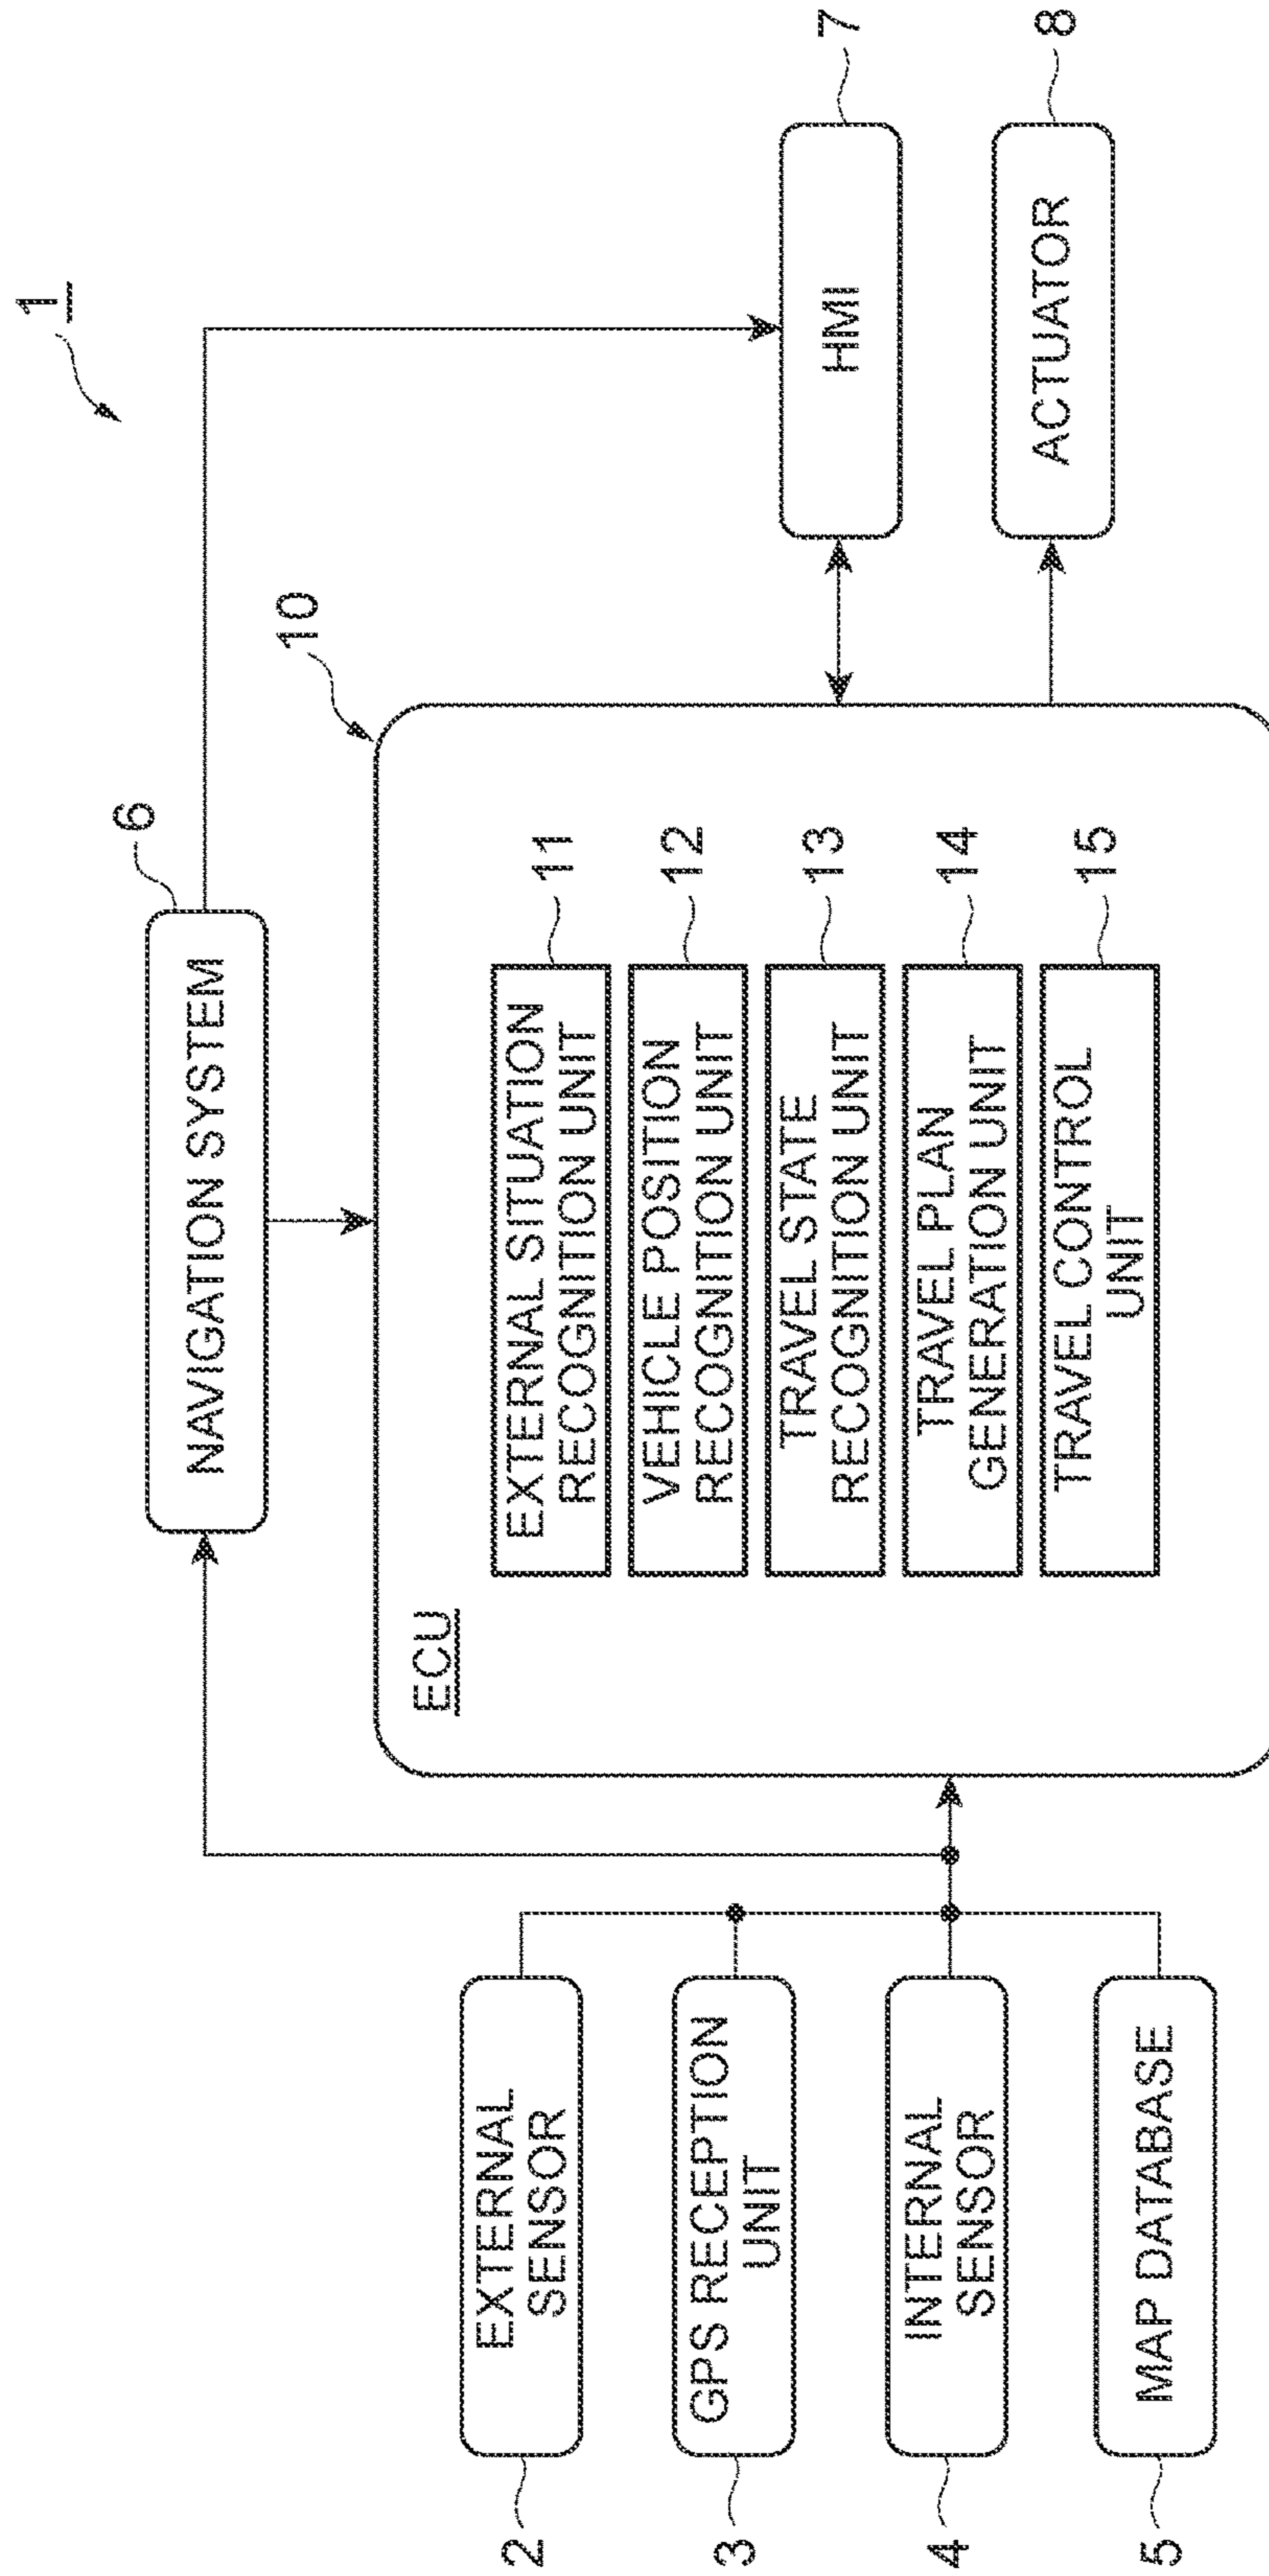 1
6
NAVIGATION SYSTEM
10
ECU
2
EXTERNAL
SENSOR
3
GPS RECEPTION
UNIT
4
INTERNAL
SENSOR
5
MAP DATABASE
EXTERNAL SITUATION
RECOGNITION UNIT
11
VEHICLE POSITION
RECOGNITION UNIT
12
TRAVEL STATE
RECOGNITION UNIT
13
TRAVEL PLAN
GENERATION UNIT
14
TRAVEL CONTROL
UNIT
15
HMI
7
ACTUATOR
8